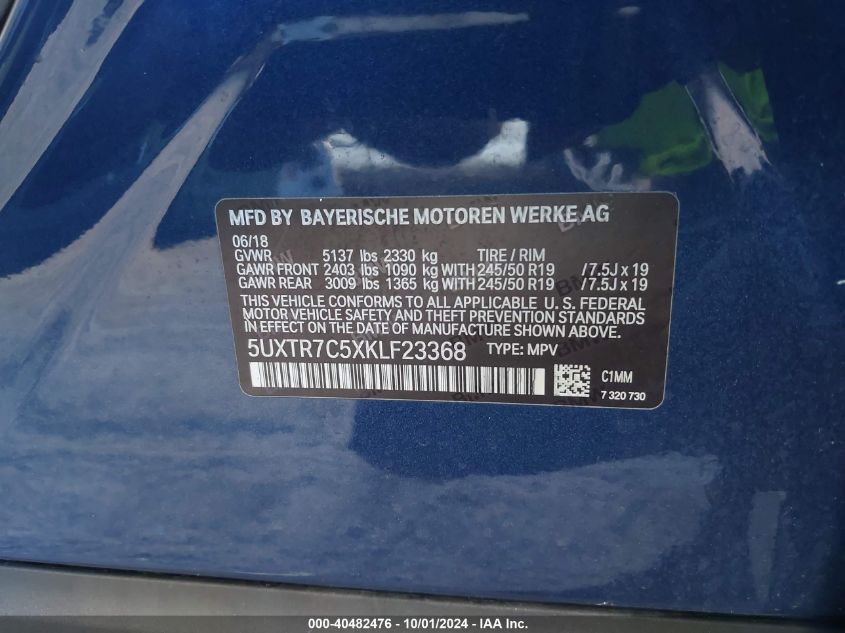 MFD BY BAYERISCHE MOTOREN WERKE AG
06/18
GVWR 5137 lbs 2330 kg TIRE / RIM
GAWR FRONT 2403 lbs 1090 kg WITH 245/50 R19 /7.5J x 19
GAWR REAR 3009 lbs 1365 kg WITH 245/50 R19 /7.5J x 19
THIS VEHICLE CONFORMS TO ALL APPLICABLE U. S. FEDERAL
MOTOR VEHICLE SAFETY AND THEFT PREVENTION STANDARDS
IN EFFECT ON THE DATE OF MANUFACTURE SHOWN ABOVE.
5UXTR7C5XKLF23368 TYPE: MPV
C1MM
7 320 730
000-40482476 - 10/01/2024 - IAA Inc.